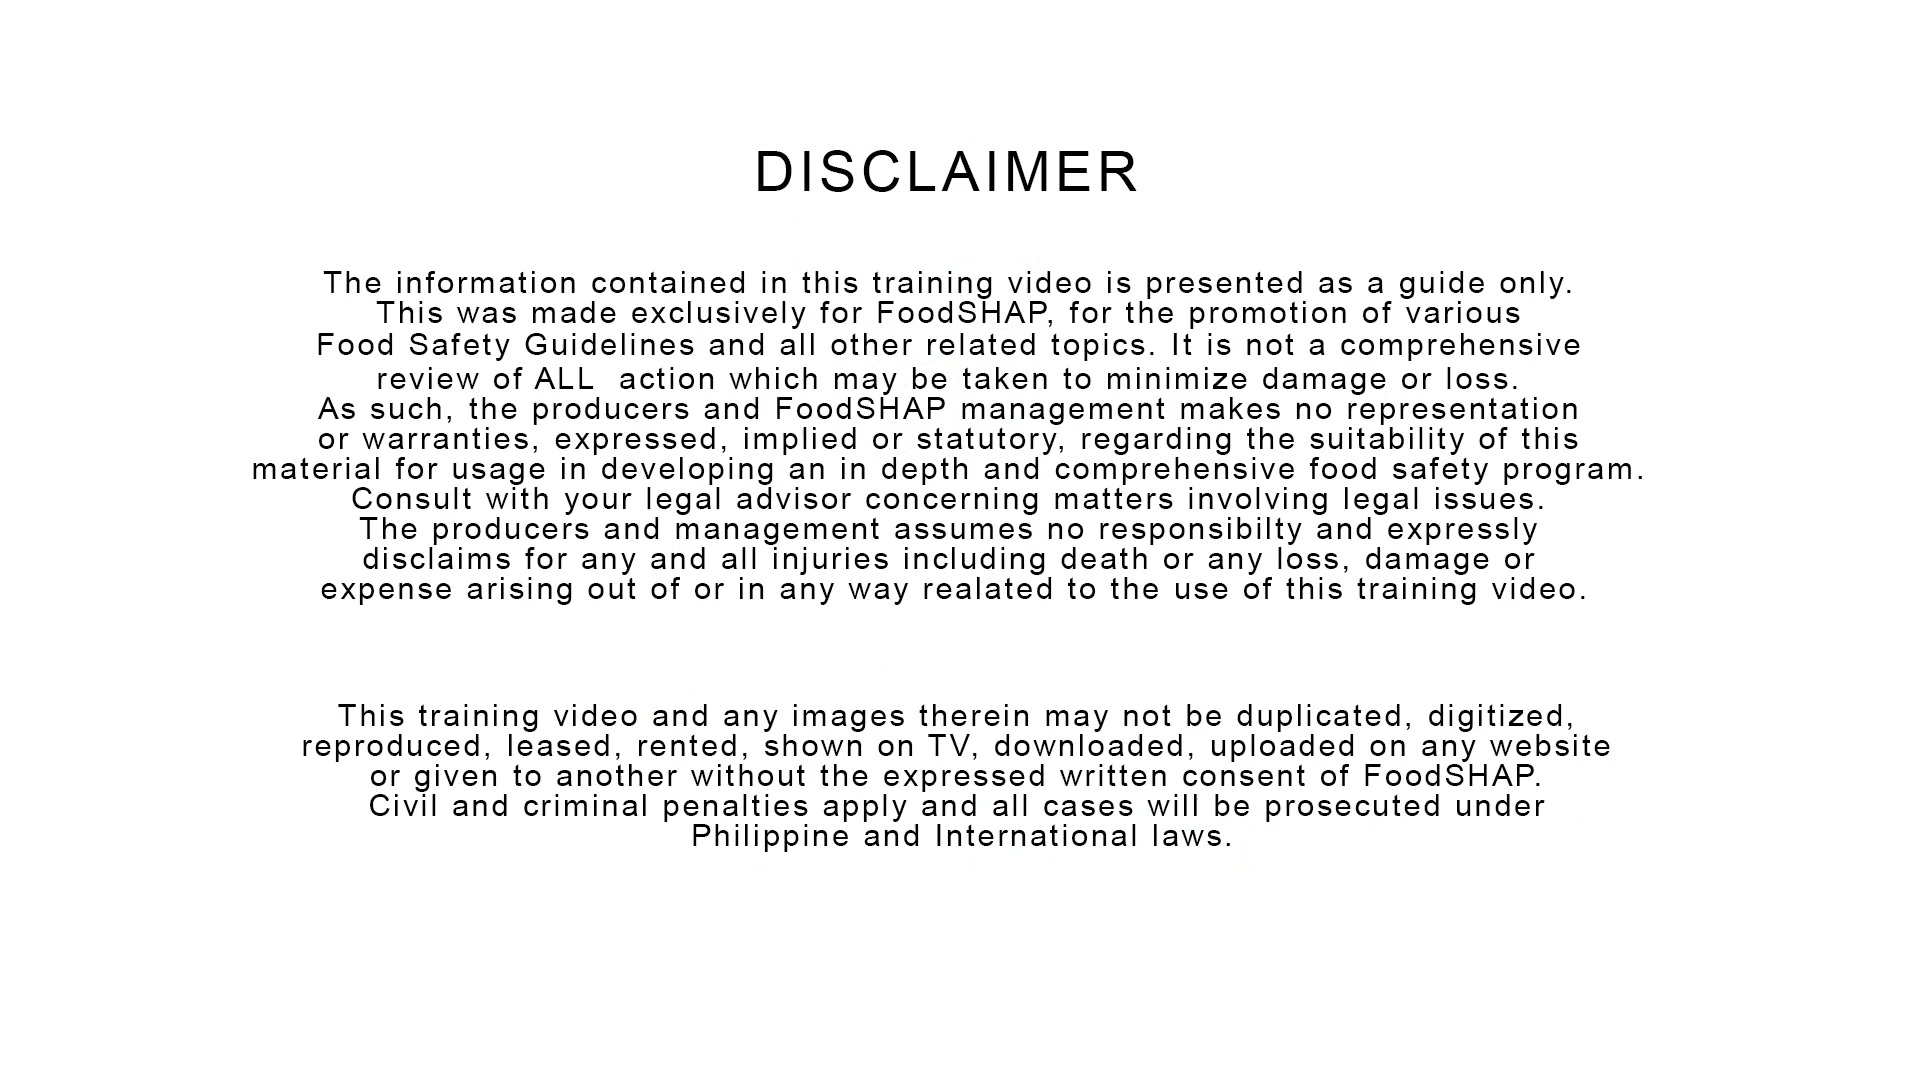 DISCLAIMER
The information contained in this training video is presented as a guide only.
This was made exclusively for FoodSHAP, for the promotion of various
Food Safety Guidelines and all other related topics. It is not a comprehensive
review of ALL  action which may be taken to minimize damage or loss.
As such, the producers and FoodSHAP management makes no representation
or warranties, expressed, implied or statutory, regarding the suitability of this
material for usage in developing an in depth and comprehensive food safety program.
Consult with your legal advisor concerning matters involving legal issues.
The producers and management assumes no responsibilty and expressly
disclaims for any and all injuries including death or any loss, damage or
expense arising out of or in any way realated to the use of this training video.
This training video and any images therein may not be duplicated, digitized,
reproduced, leased, rented, shown on TV, downloaded, uploaded on any website
or given to another without the expressed written consent of FoodSHAP.
Civil and criminal penalties apply and all cases will be prosecuted under
Philippine and International laws.